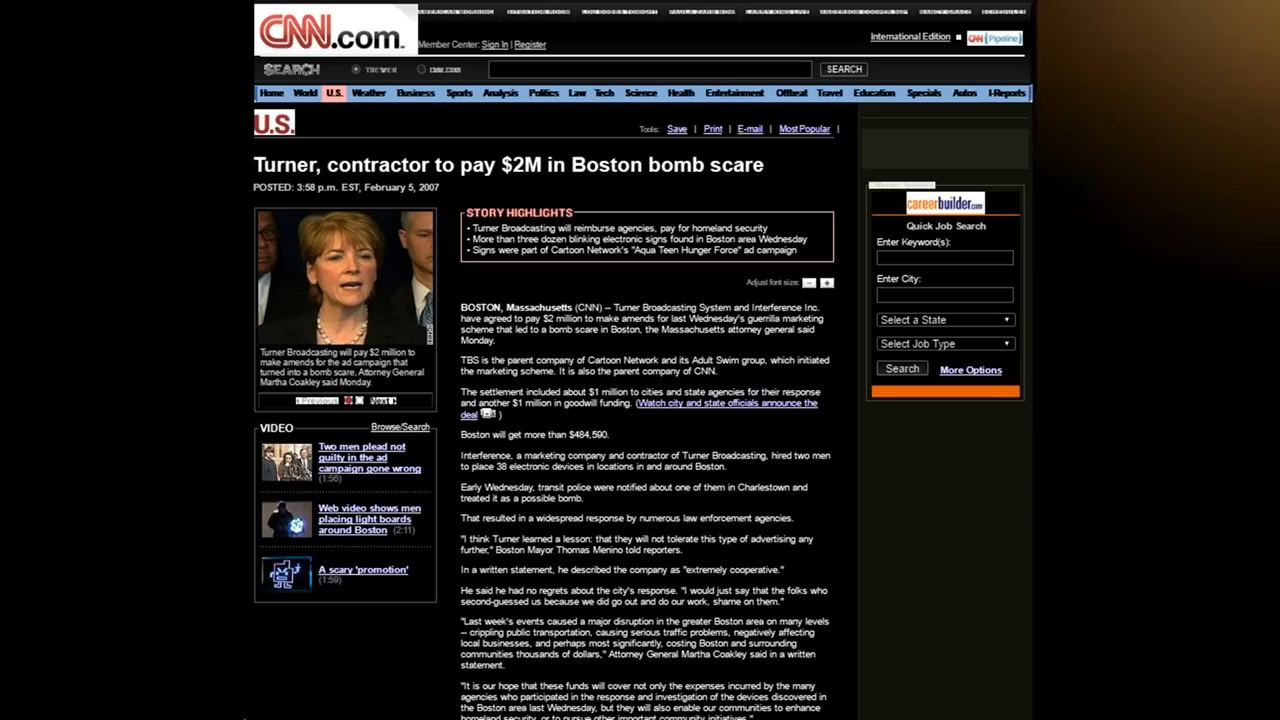 AMERICAN MORNING SITUATION ROOM LOU DOBBS TONIGHT PAULA ZAHN NOW LARRY KING LIVE ANDERSON COOPER 360° NANCY GRACE SCHEDULES
CNN.com.
Member Center: Sign In | Register
International Edition
CNN Pipeline
SEARCH THE WEB CNN.COM SEARCH
Home World U.S. Weather Business Sports Analysis Politics Law Tech Science Health Entertainment Offbeat Travel Education Specials Autos I-Reports
U.S.
Tools: Save | Print | E-mail | Most Popular |
Turner, contractor to pay $2M in Boston bomb scare
POSTED: 3:58 p.m. EST, February 5, 2007
Turner Broadcasting will pay $2 million to
make amends for the ad campaign that
turned into a bomb scare, Attorney General
Martha Coakley said Monday.
Previous Next
VIDEO Browse/Search
Two men plead not
guilty in the ad
campaign gone wrong
(1:56)
Web video shows men
placing light boards
around Boston (2:11)
A scary 'promotion'
(1:59)
STORY HIGHLIGHTS
• Turner Broadcasting will reimburse agencies, pay for homeland security
• More than three dozen blinking electronic signs found in Boston area Wednesday
• Signs were part of Cartoon Network's "Aqua Teen Hunger Force" ad campaign
Adjust font size: − +
BOSTON, Massachusetts (CNN) -- Turner Broadcasting System and Interference Inc.
have agreed to pay $2 million to make amends for last Wednesday's guerrilla marketing
scheme that led to a bomb scare in Boston, the Massachusetts attorney general said
Monday.
TBS is the parent company of Cartoon Network and its Adult Swim group, which initiated
the marketing scheme. It is also the parent company of CNN.
The settlement included about $1 million to cities and state agencies for their response
and another $1 million in goodwill funding. (Watch city and state officials announce the
deal )
Boston will get more than $484,590.
Interference, a marketing company and contractor of Turner Broadcasting, hired two men
to place 38 electronic devices in locations in and around Boston.
Early Wednesday, transit police were notified about one of them in Charlestown and
treated it as a possible bomb.
That resulted in a widespread response by numerous law enforcement agencies.
"I think Turner learned a lesson: that they will not tolerate this type of advertising any
further," Boston Mayor Thomas Menino told reporters.
In a written statement, he described the company as "extremely cooperative."
He said he had no regrets about the city's response. "I would just say that the folks who
second-guessed us because we did go out and do our work, shame on them."
"Last week's events caused a major disruption in the greater Boston area on many levels
-- crippling public transportation, causing serious traffic problems, negatively affecting
local businesses, and perhaps most significantly, costing Boston and surrounding
communities thousands of dollars," Attorney General Martha Coakley said in a written
statement.
"It is our hope that these funds will cover not only the expenses incurred by the many
agencies who participated in the response and investigation of the devices discovered in
the Boston area last Wednesday, but they will also enable our communities to enhance
homeland security, or to pursue other important community initiatives."
careerbuilder.com
Quick Job Search
Enter Keyword(s):
Enter City:
Select a State
Select Job Type
Search More Options